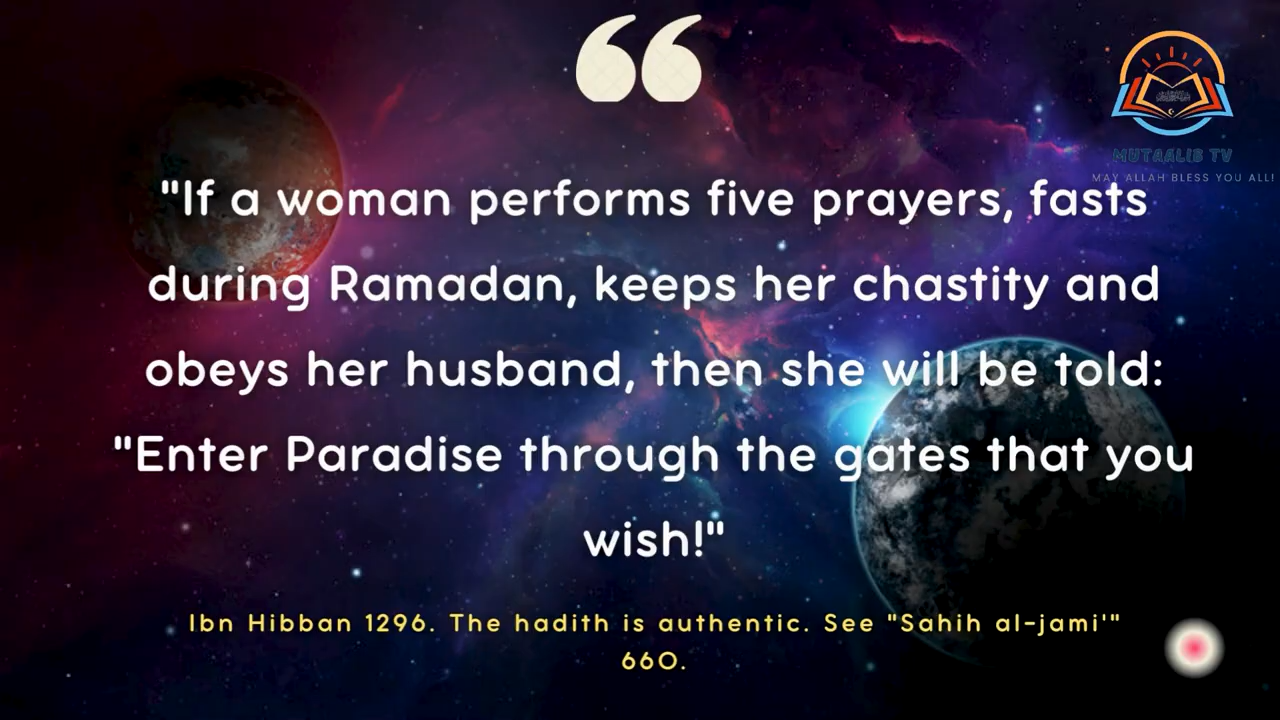 MUTAALIB TV
MAY ALLAH BLESS YOU ALL!
"If a woman performs five prayers, fasts
during Ramadan, keeps her chastity and
obeys her husband, then she will be told:
"Enter Paradise through the gates that you
wish!"
Ibn Hibban 1296. The hadith is authentic. See "Sahih al-jami'"
660.